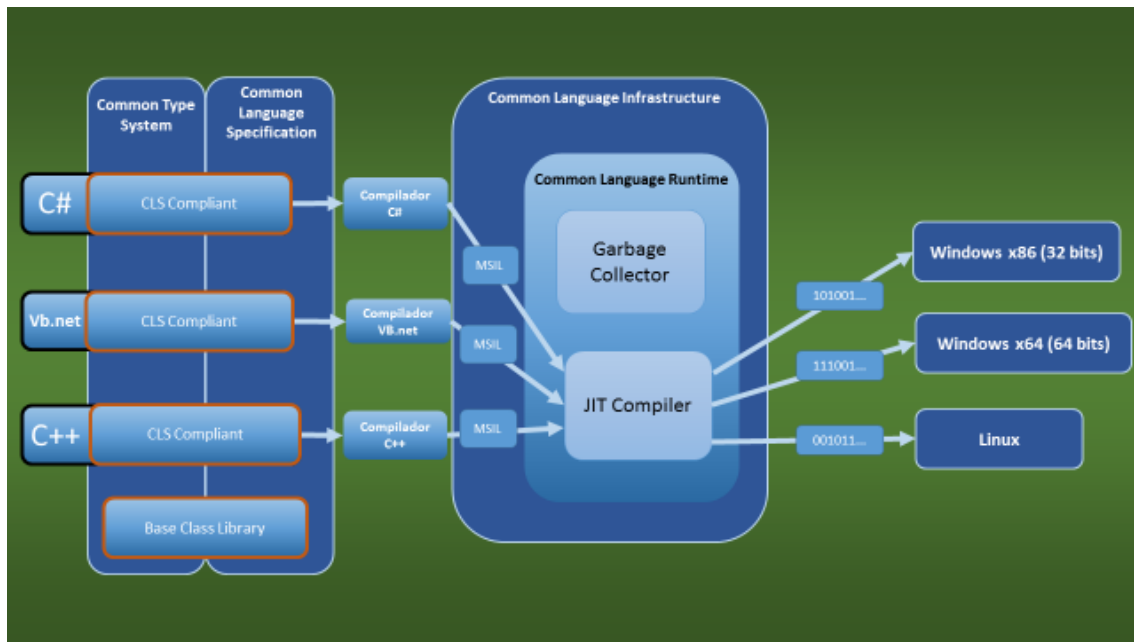 Common Type
System
Common
Language
Specification
Common Language Infrastructure
Common Language Runtime
C#
CLS Compliant
Compilador
C#
MSIL
Garbage
Collector
Windows x86 (32 bits)
101001...
Vb.net
CLS Compliant
Compilador
VB.net
MSIL
Windows x64 (64 bits)
111001...
C++
CLS Compliant
Compilador
C++
MSIL
JIT Compiler
001011...
Linux
Base Class Library